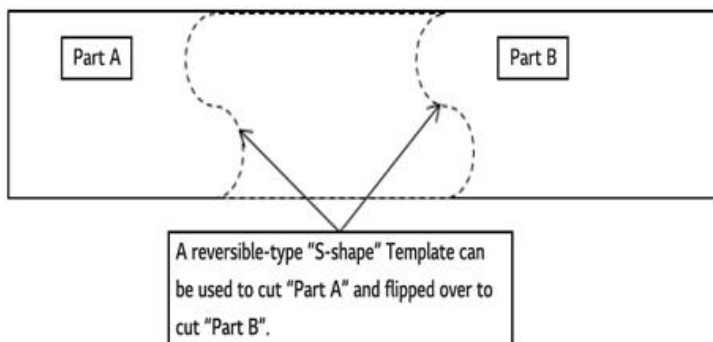 Part A
Part B
A reversible-type "S-shape" Template can
be used to cut "Part A" and flipped over to
cut "Part B".